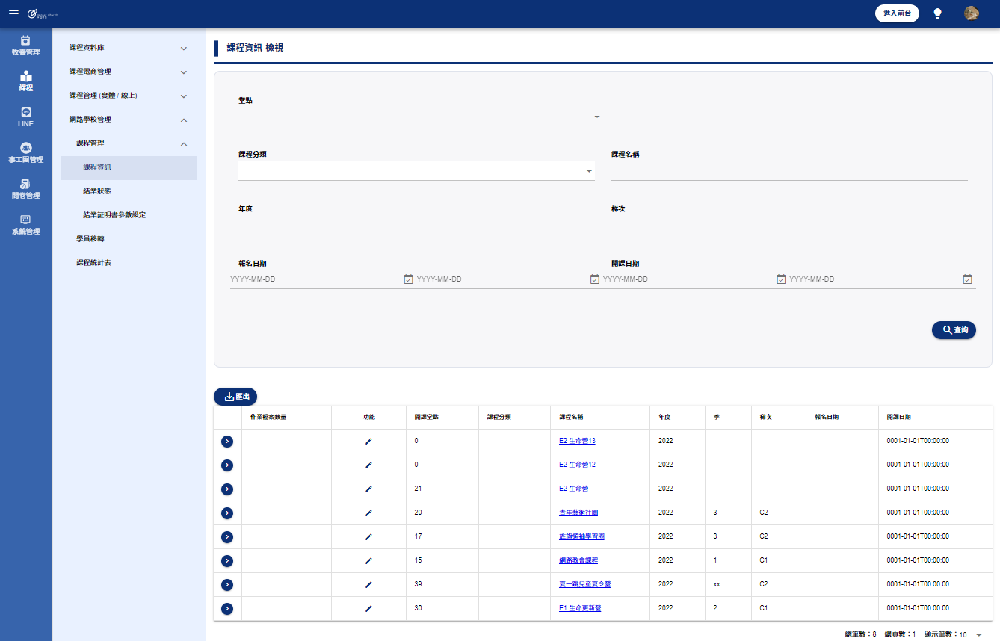 進入前台
牧養管理
課程
LINE
事工團管理
問卷管理
系統管理
課程資料庫
課程電商管理
課程管理 (實體 / 線上)
網路學校管理
課程管理
課程資訊
結業狀態
結業証明書參數設定
學員移轉
課程統計表
課程資訊-檢視
堂點
課程分類 課程名稱
年度 梯次
報名日期 開課日期
YYYY-MM-DD YYYY-MM-DD YYYY-MM-DD YYYY-MM-DD
查詢
匯出
作業檔案數量 功能 開課堂點 課程分類 課程名稱 年度 季 梯次 報名日期 開課日期
0 E2 生命營13 2022 0001-01-01T00:00:00
0 E2 生命營12 2022 0001-01-01T00:00:00
21 E2 生命營 2022 0001-01-01T00:00:00
20 青年藝術社團 2022 3 C2 0001-01-01T00:00:00
17 旌旗領袖學習圈 2022 3 C2 0001-01-01T00:00:00
15 網路教會課程 2022 1 C1 0001-01-01T00:00:00
39 夏一跳兒童夏令營 2022 xx C2 0001-01-01T00:00:00
30 E1 生命更新營 2022 2 C1 0001-01-01T00:00:00
總筆數：8 總頁數：1 顯示筆數：10